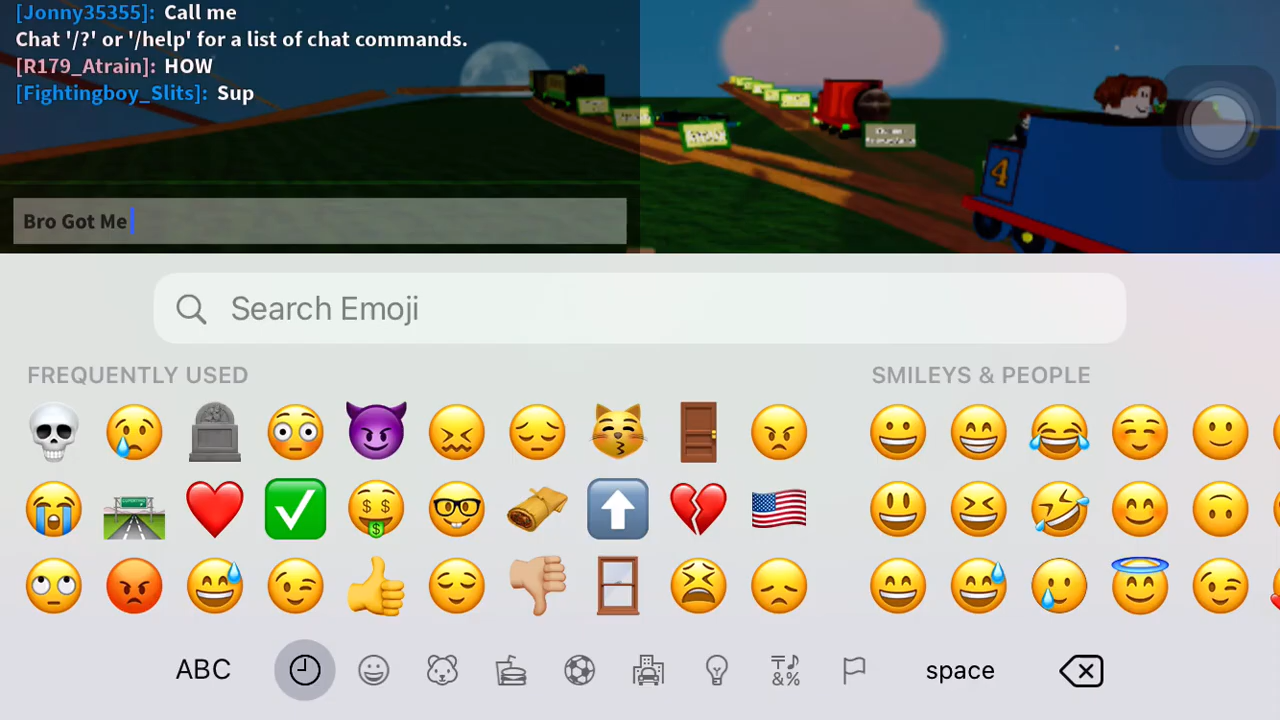 [Jonny35355]: Call me
Chat '/?' or '/help' for a list of chat commands.
[R179_Atrain]: HOW
[Fightingboy_Slits]: Sup
4
Bro Got Me
Search Emoji
FREQUENTLY USED
SMILEYS & PEOPLE
ABC
space